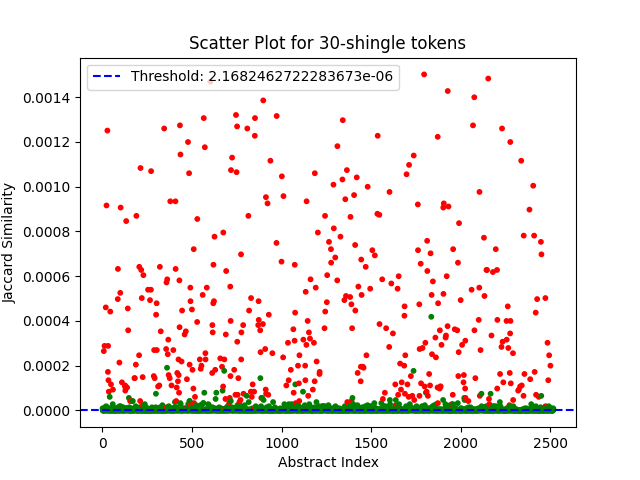 Scatter Plot for 30-shingle tokens
Threshold: 2.1682462722283673e-06
Jaccard Similarity
0.0014
0.0012
0.0010
0.0008
0.0006
0.0004
0.0002
0.0000
0 500 1000 1500 2000 2500
Abstract Index